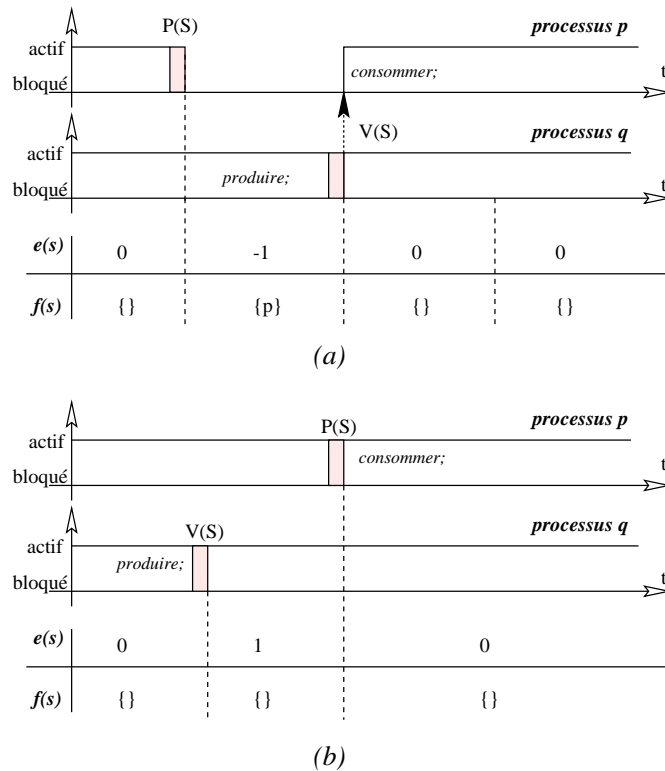 P(S)
processus p
actif
consommer;
t
bloqué
V(S)
processus q
actif
produire;
t
bloqué
e(s) 0 -1 0 0
f(s) {} {p} {} {}
(a)
P(S)
processus p
actif
consommer;
t
bloqué
V(S)
processus q
actif
produire;
t
bloqué
e(s) 0 1 0
f(s) {} {} {}
(b)